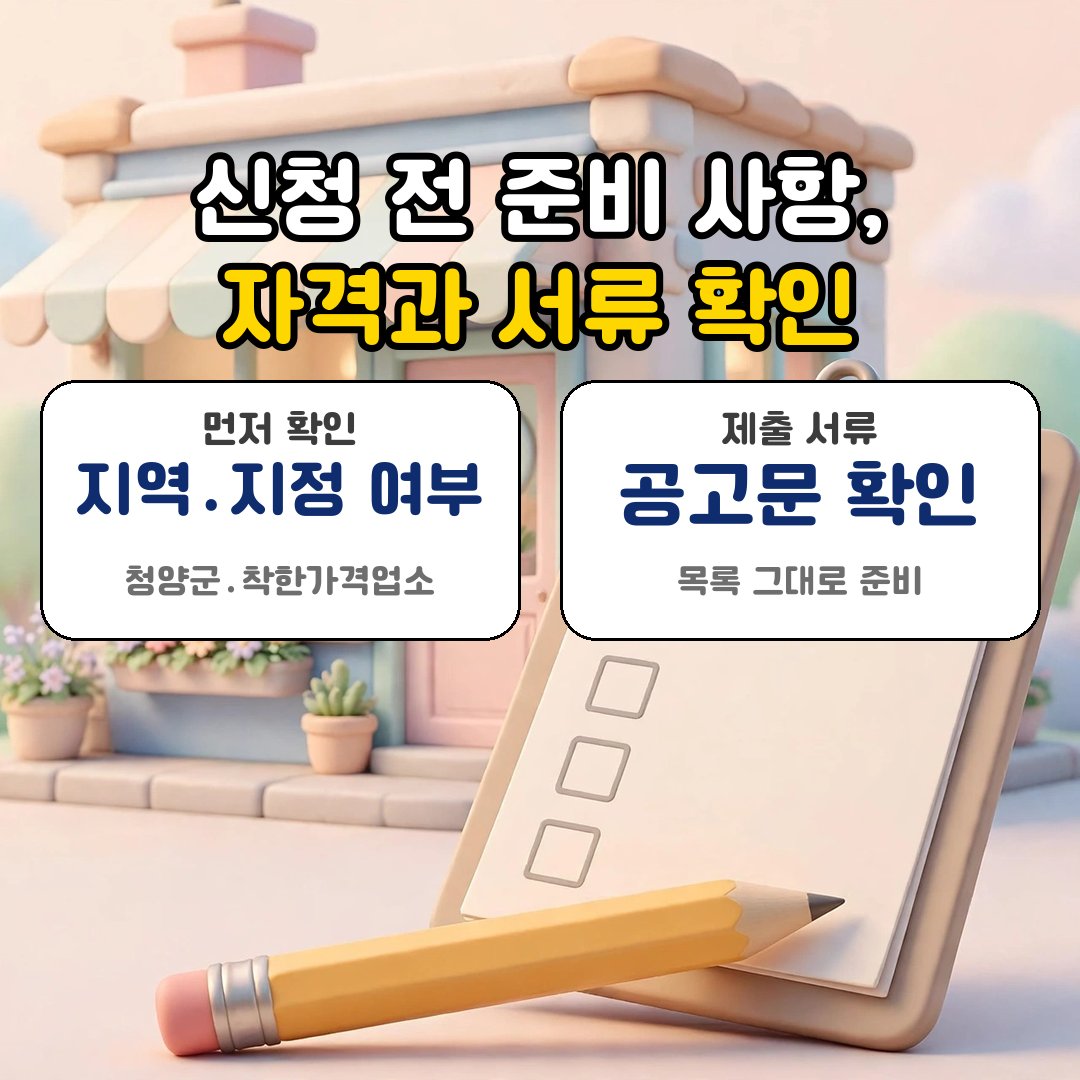 신청 전 준비 사항,
자격과 서류 확인
먼저 확인
지역·지정 여부
청양군·착한가격업소
제출 서류
공고문 확인
목록 그대로 준비